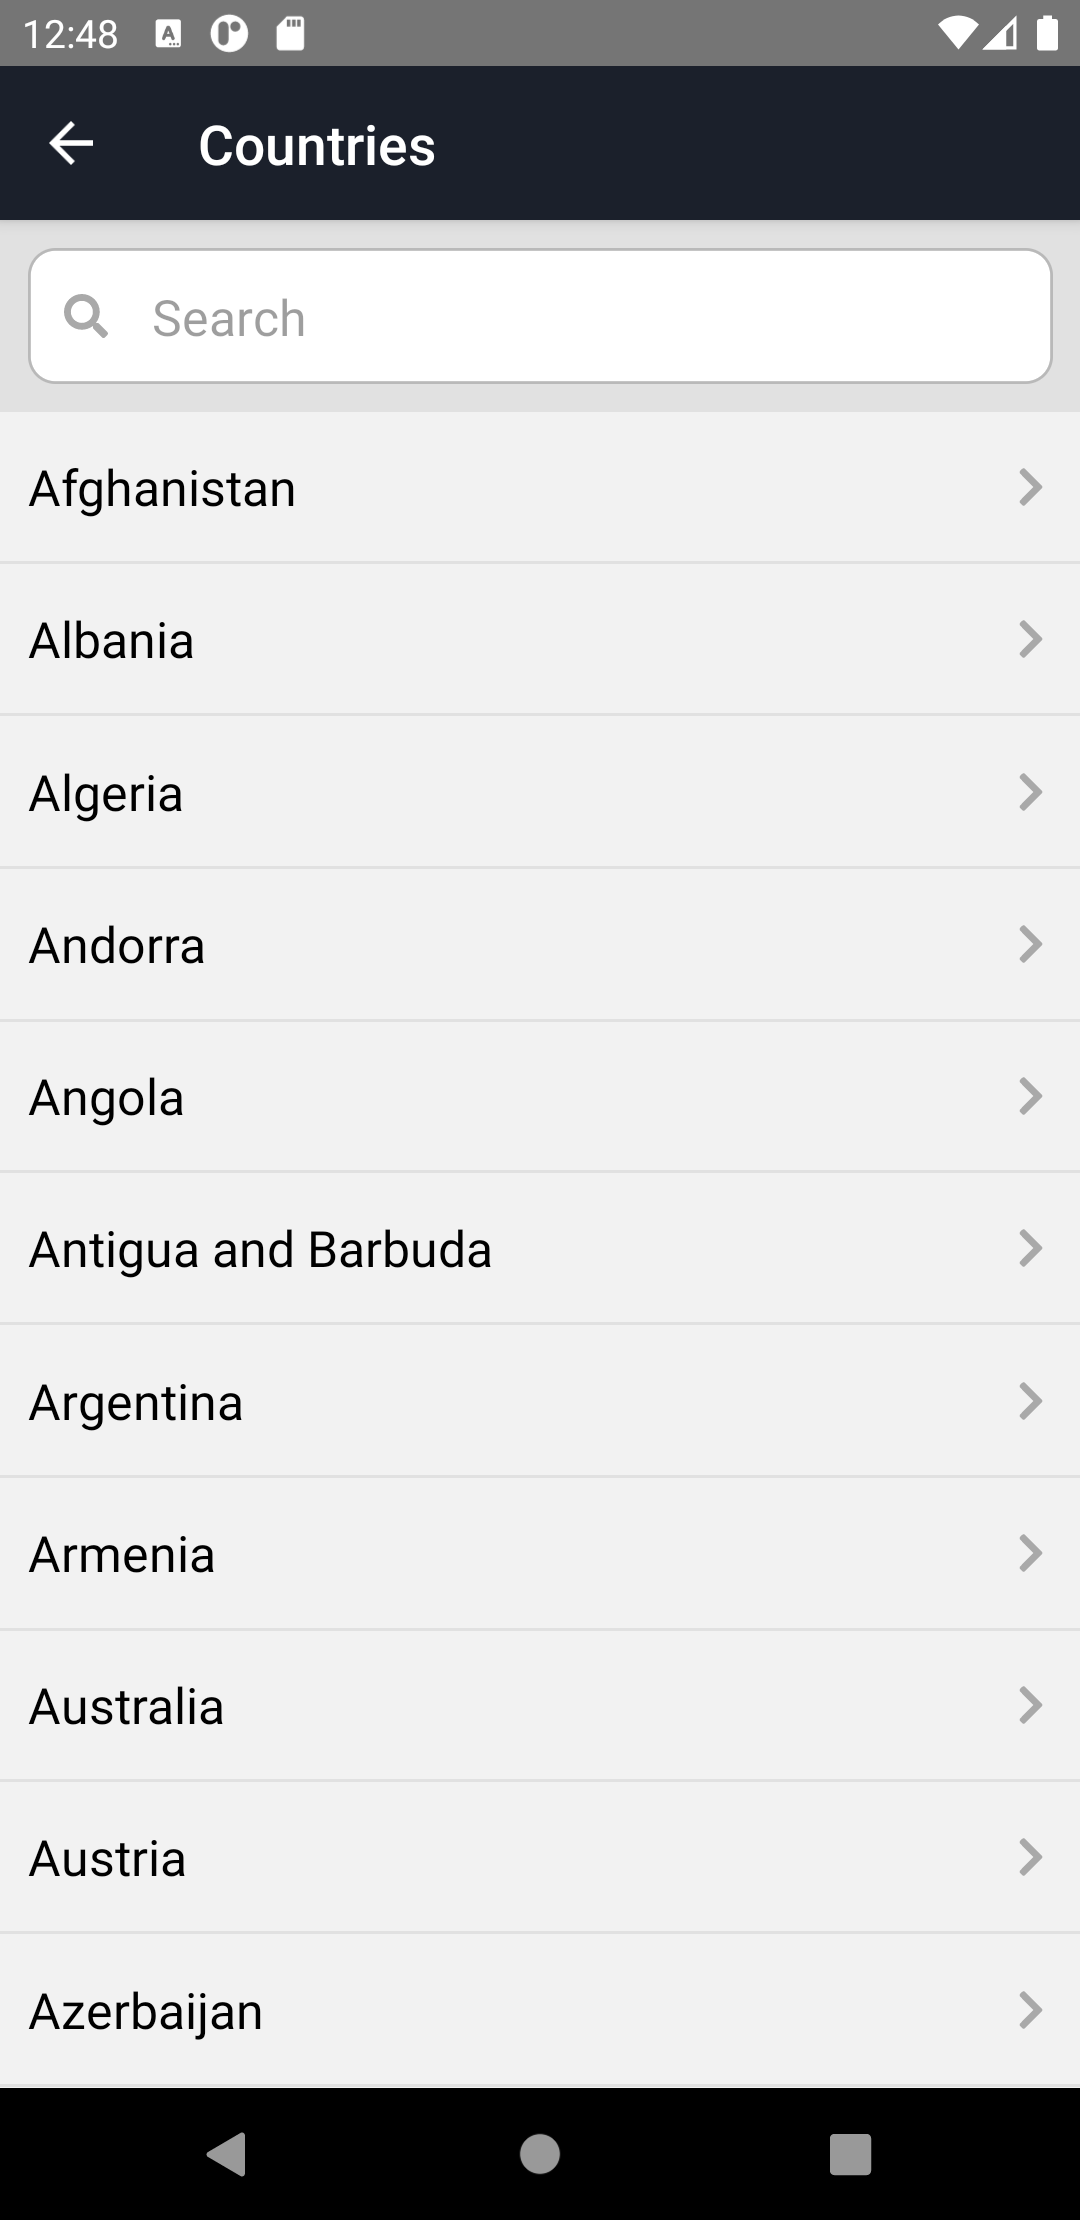 12:48
Countries
Search
Afghanistan
Albania
Algeria
Andorra
Angola
Antigua and Barbuda
Argentina
Armenia
Australia
Austria
Azerbaijan